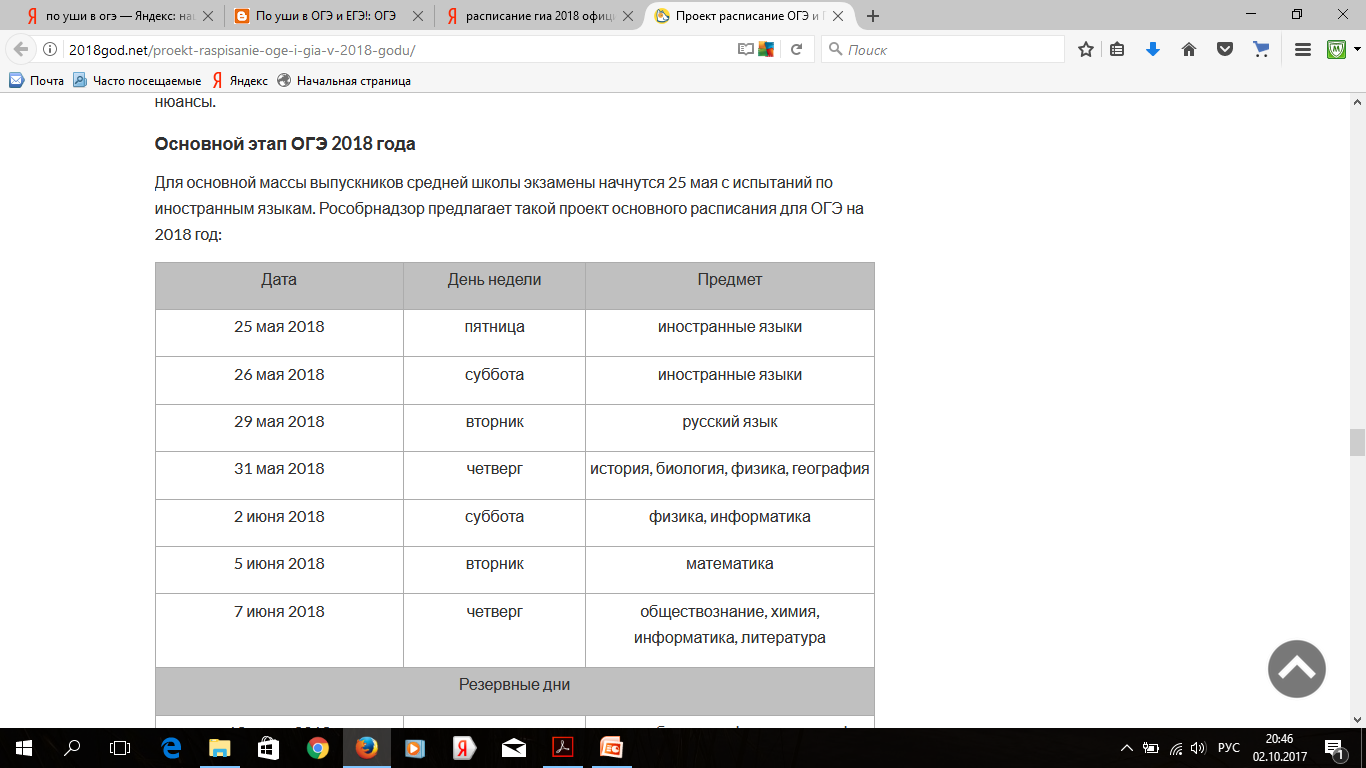 по уши в огэ — Яндекс: на
По уши в ОГЭ и ЕГЭ!: ОГЭ
расписание гиа 2018 офиц
Проект расписание ОГЭ и
2018god.net/proekt-raspisanie-oge-i-gia-v-2018-godu/
Поиск
Почта
Часто посещаемые
Яндекс
Начальная страница
нюансы.
Основной этап ОГЭ 2018 года
Для основной массы выпускников средней школы экзамены начнутся 25 мая с испытаний по
иностранным языкам. Рособрнадзор предлагает такой проект основного расписания для ОГЭ на
2018 год:
Дата День недели Предмет
25 мая 2018 пятница иностранные языки
26 мая 2018 суббота иностранные языки
29 мая 2018 вторник русский язык
31 мая 2018 четверг история, биология, физика, география
2 июня 2018 суббота физика, информатика
5 июня 2018 вторник математика
7 июня 2018 четверг обществознание, химия,
информатика, литература
Резервные дни
РУС
20:46
02.10.2017